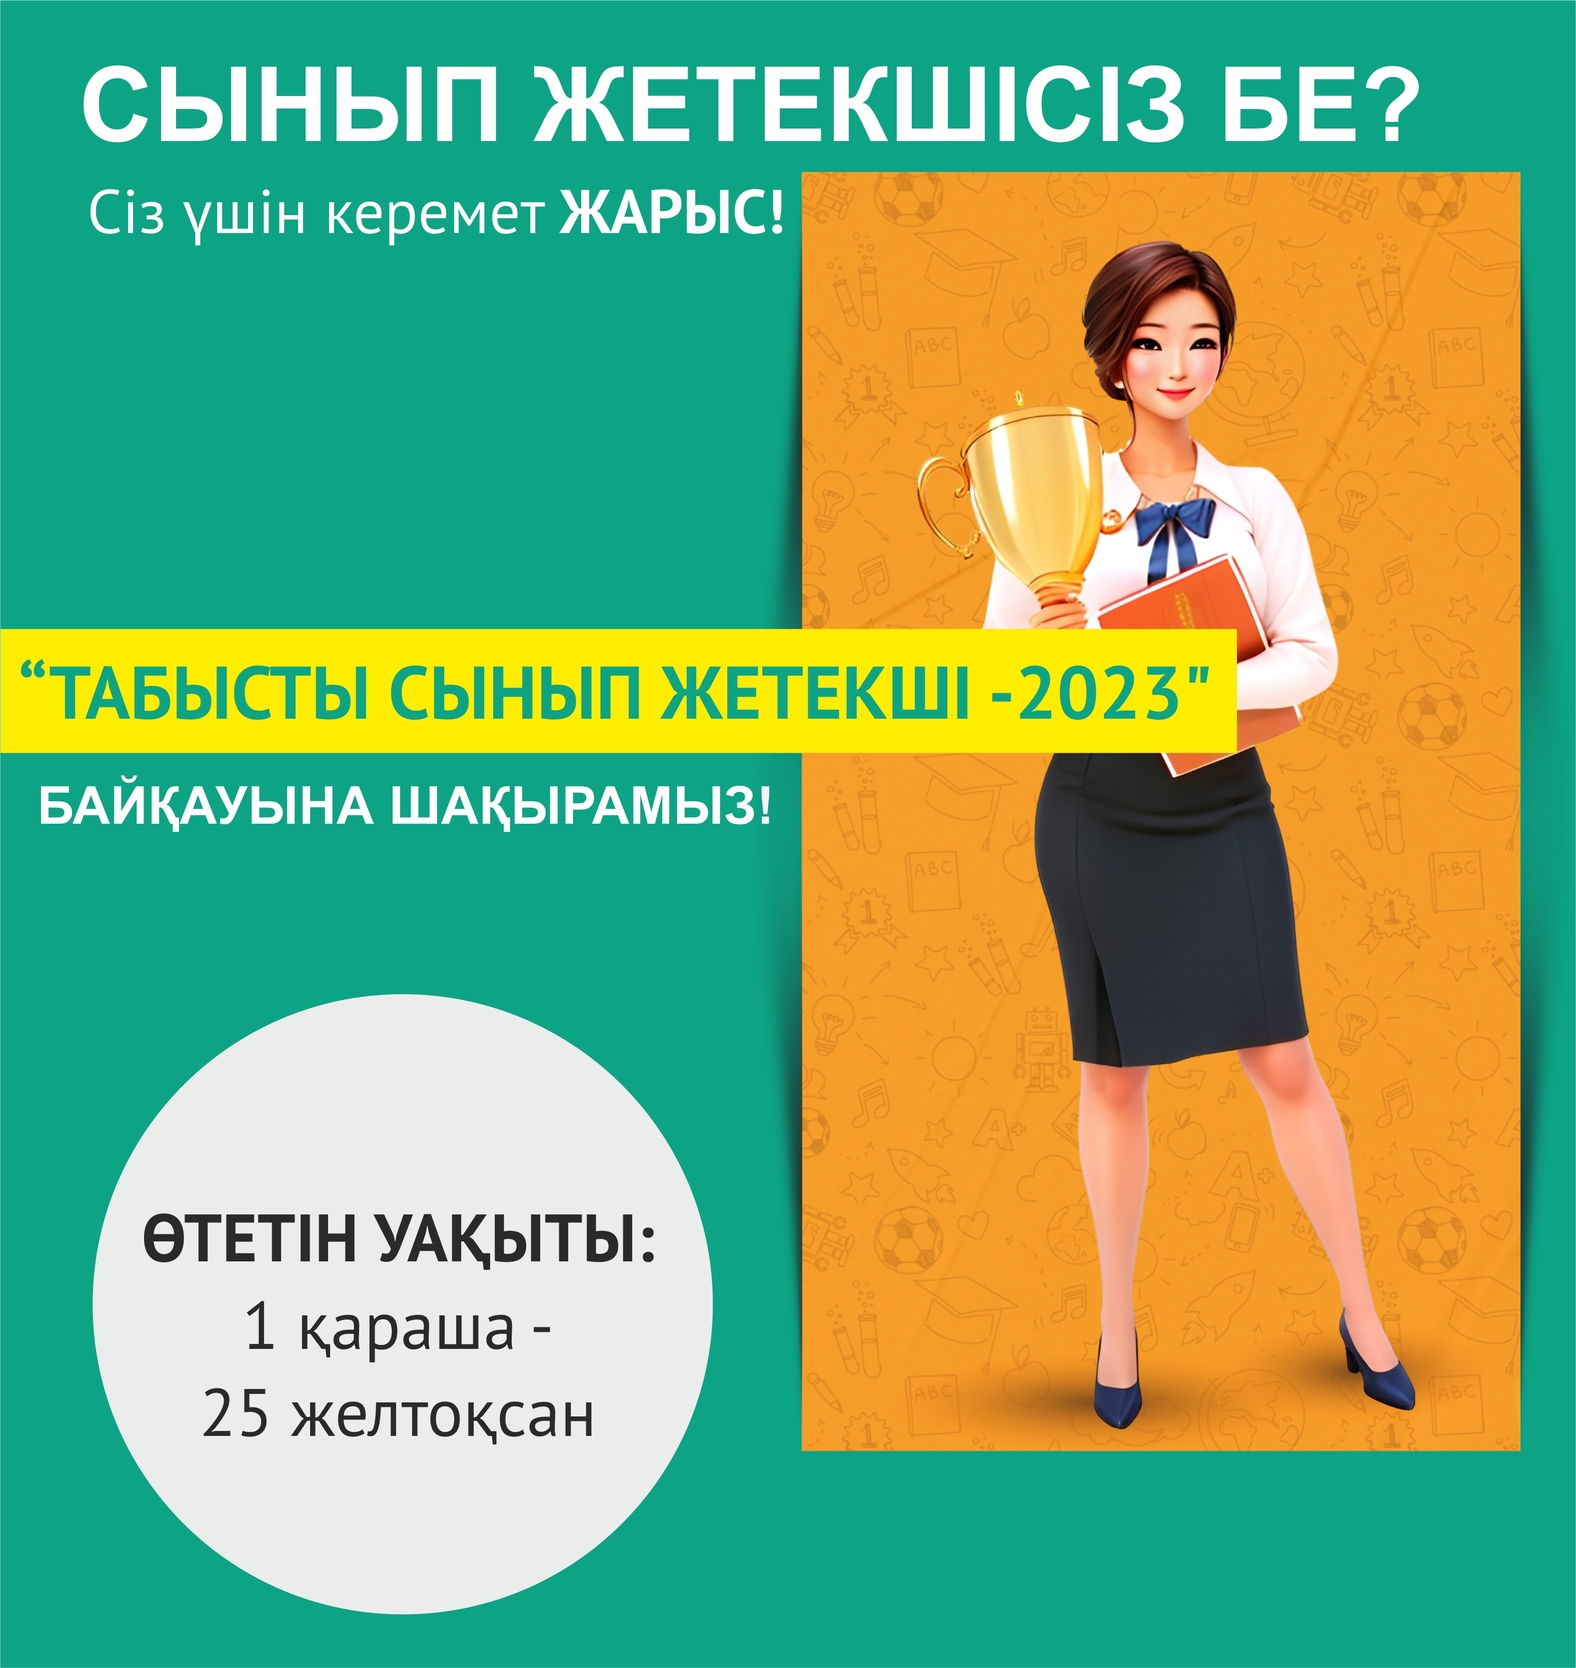 СЫНЫП ЖЕТЕКШІСІЗ БЕ?
Сіз үшін керемет ЖАРЫС!
“ТАБЫСТЫ СЫНЫП ЖЕТЕКШІ -2023"
БАЙҚАУЫНА ШАҚЫРАМЫЗ!
ӨТЕТІН УАҚЫТЫ:
1 қараша -
25 желтоқсан